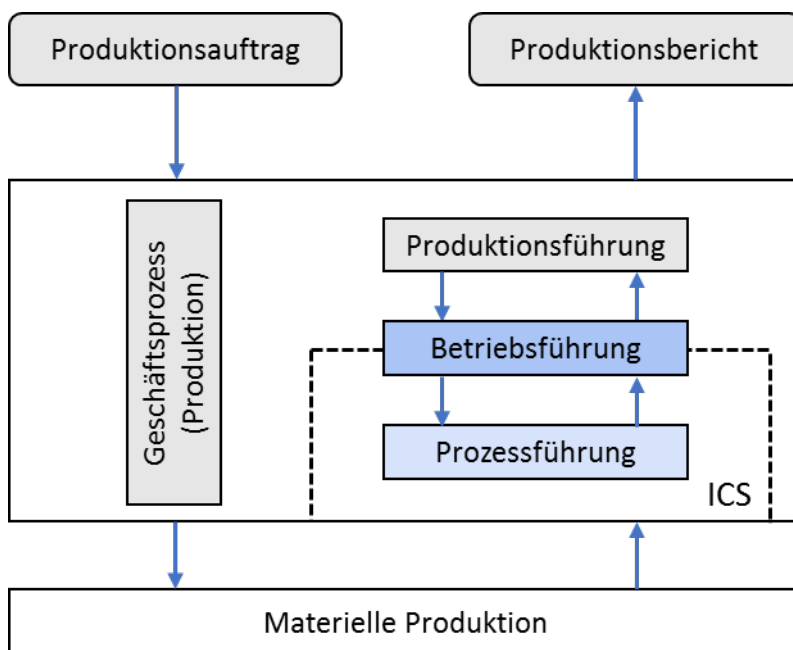 Produktionsauftrag
Produktionsbericht
Geschäftsprozess
(Produktion)
Produktionsführung
Betriebsführung
Prozessführung
ICS
Materielle Produktion